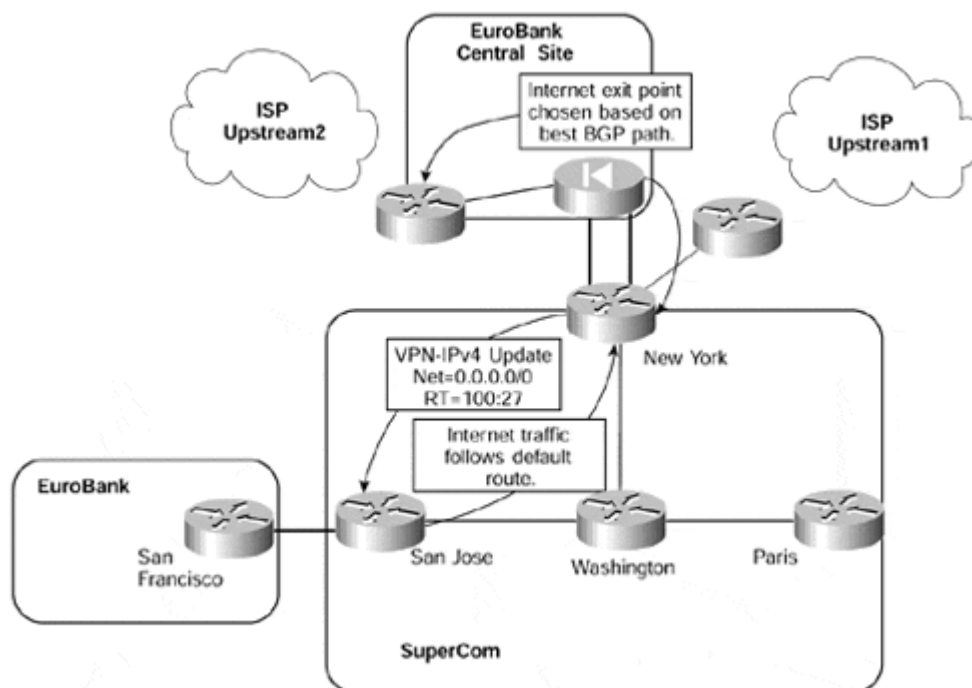 EuroBank
Central Site
ISP
Upstream2
Internet exit point
chosen based on
best BGP path.
ISP
Upstream1
VPN-IPv4 Update
Net=0.0.0.0/0
RT=100:27
New York
Internet traffic
follows default
route.
EuroBank
San
Francisco
San Jose
Washington
Paris
SuperCom